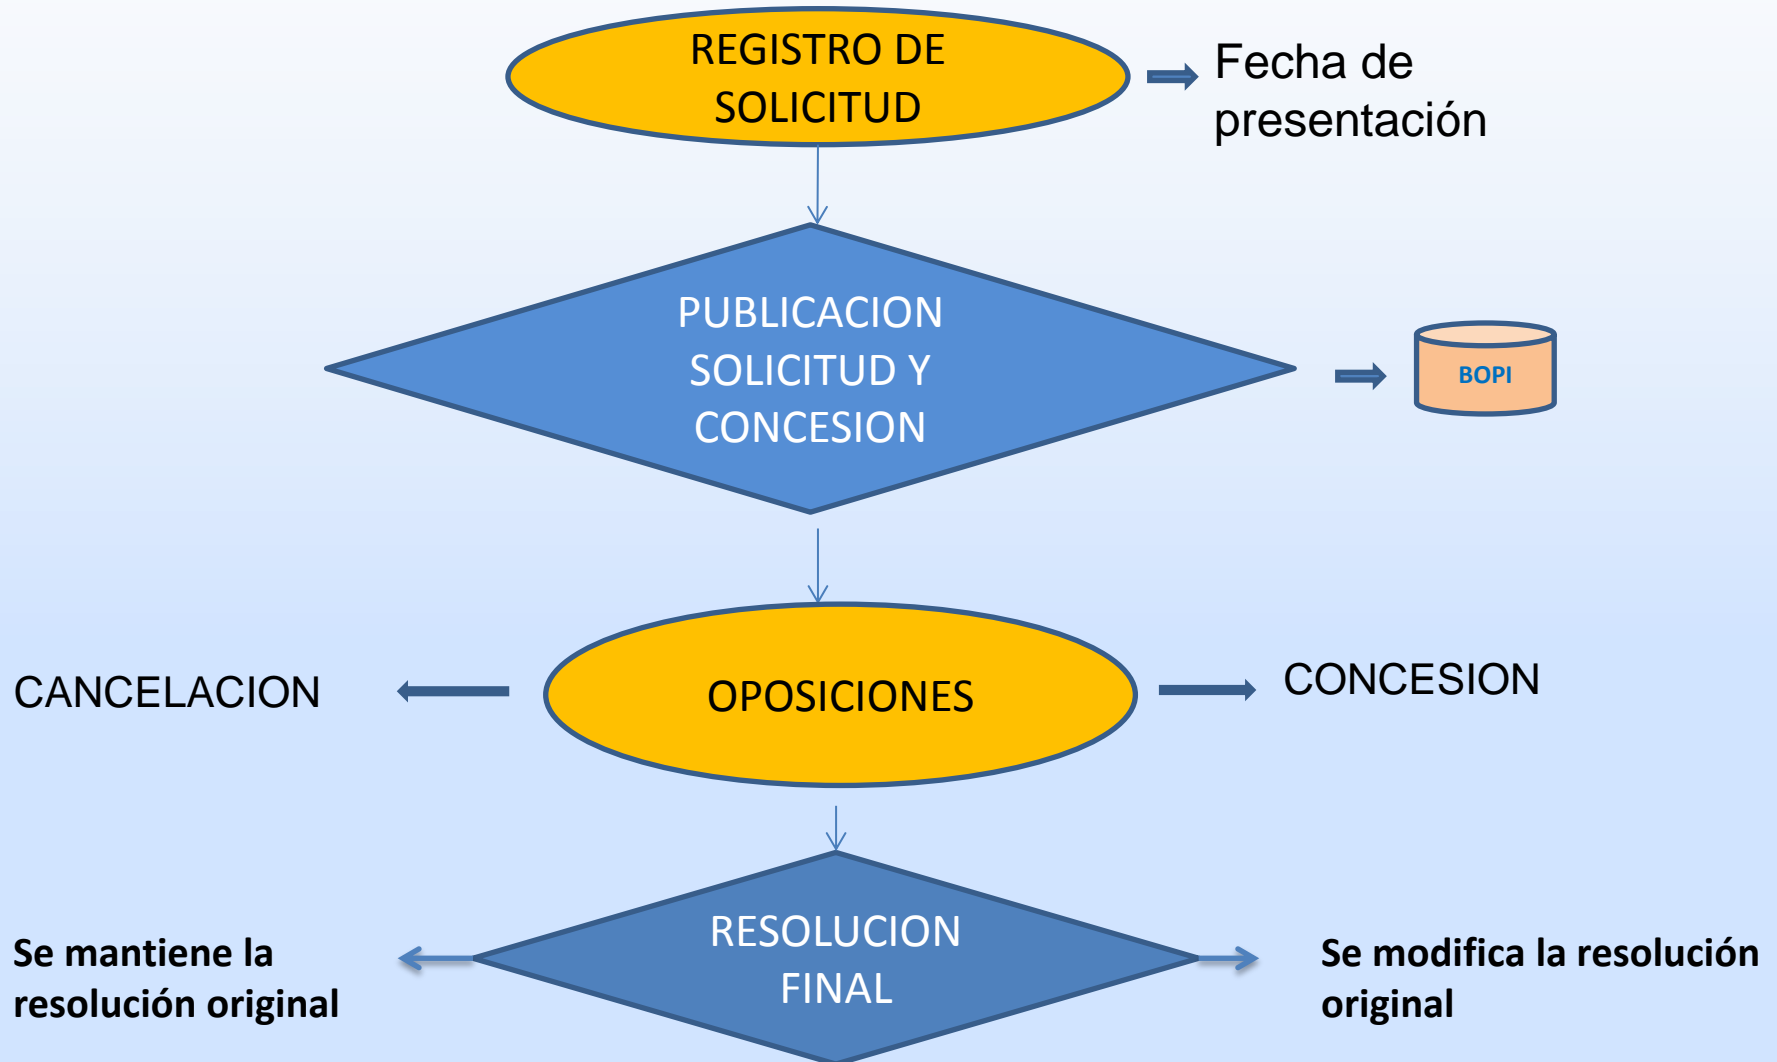 REGISTRO DE
SOLICITUD
Fecha de
presentación
PUBLICACION
SOLICITUD Y
CONCESION
BOPI
CANCELACION
OPOSICIONES
CONCESION
Se mantiene la
resolución original
RESOLUCION
FINAL
Se modifica la resolución
original